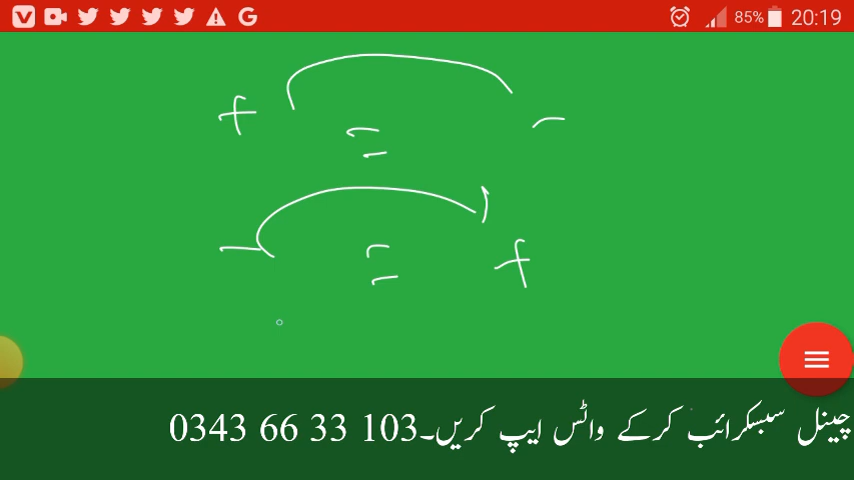 85% 20:19
+ = -
- = +
چینل سبسکرائب کرکے واٹس ایپ کریں۔103 33 66 0343